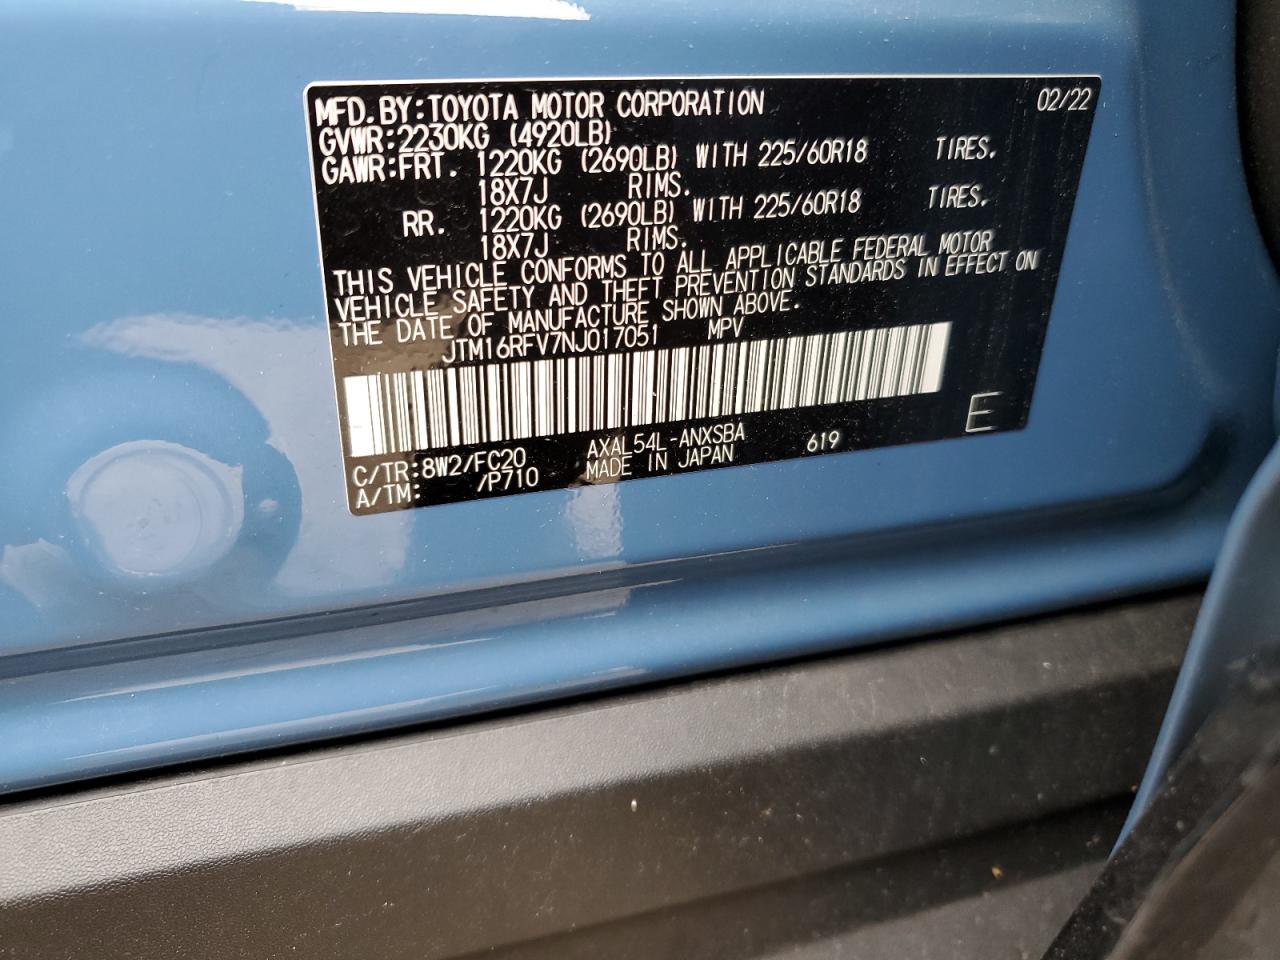 MFD.BY:TOYOTA MOTOR CORPORATION 02/22
GVWR:2230KG (4920LB)
GAWR:FRT. 1220KG (2690LB) WITH 225/60R18 TIRES.
18X7J RIMS.
RR. 1220KG (2690LB) WITH 225/60R18 TIRES.
18X7J RIMS.
THIS VEHICLE CONFORMS TO ALL APPLICABLE FEDERAL MOTOR
VEHICLE SAFETY AND THEFT PREVENTION STANDARDS IN EFFECT ON
THE DATE OF MANUFACTURE SHOWN ABOVE.
JTM16RFV7NJ017051 MPV
C/TR:8W2/FC20 AXAL54L-ANXSBA 619 E
A/TM: /P710 MADE IN JAPAN